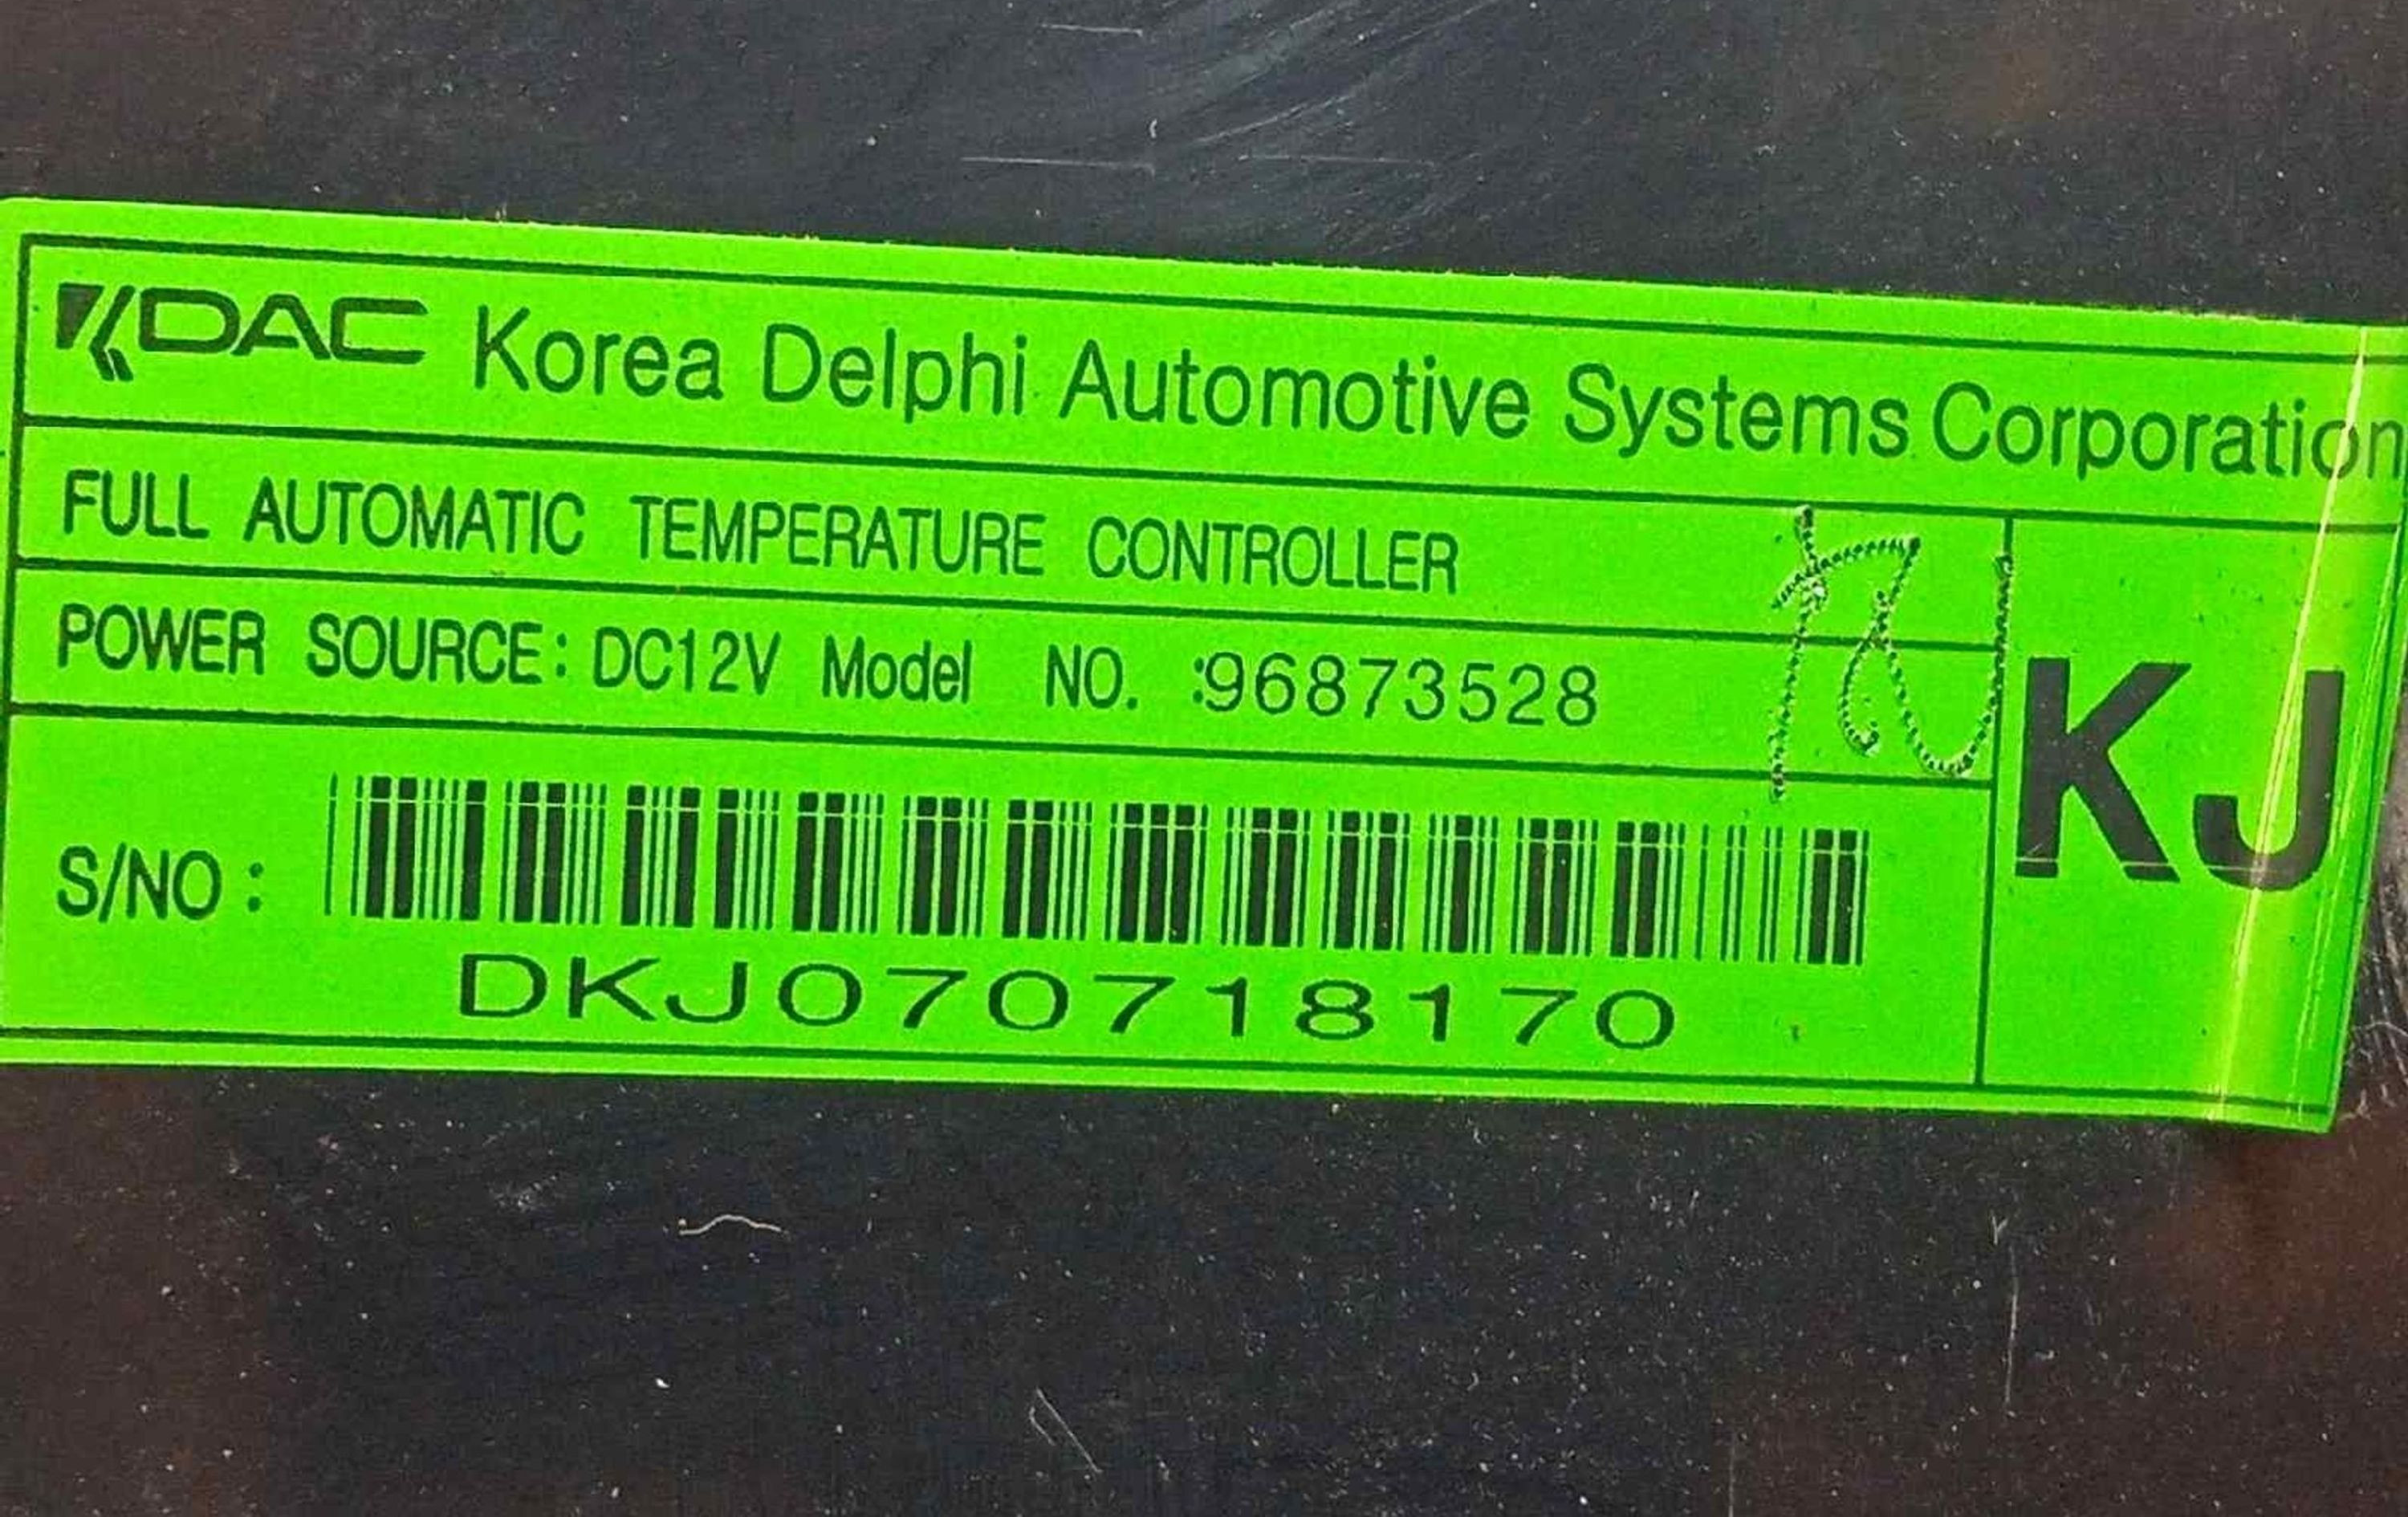 KDAC Korea Delphi Automotive Systems Corporation
FULL AUTOMATIC TEMPERATURE CONTROLLER
POWER SOURCE: DC12V Model NO. :96873528
KJ
S/NO :
DKJ070718170